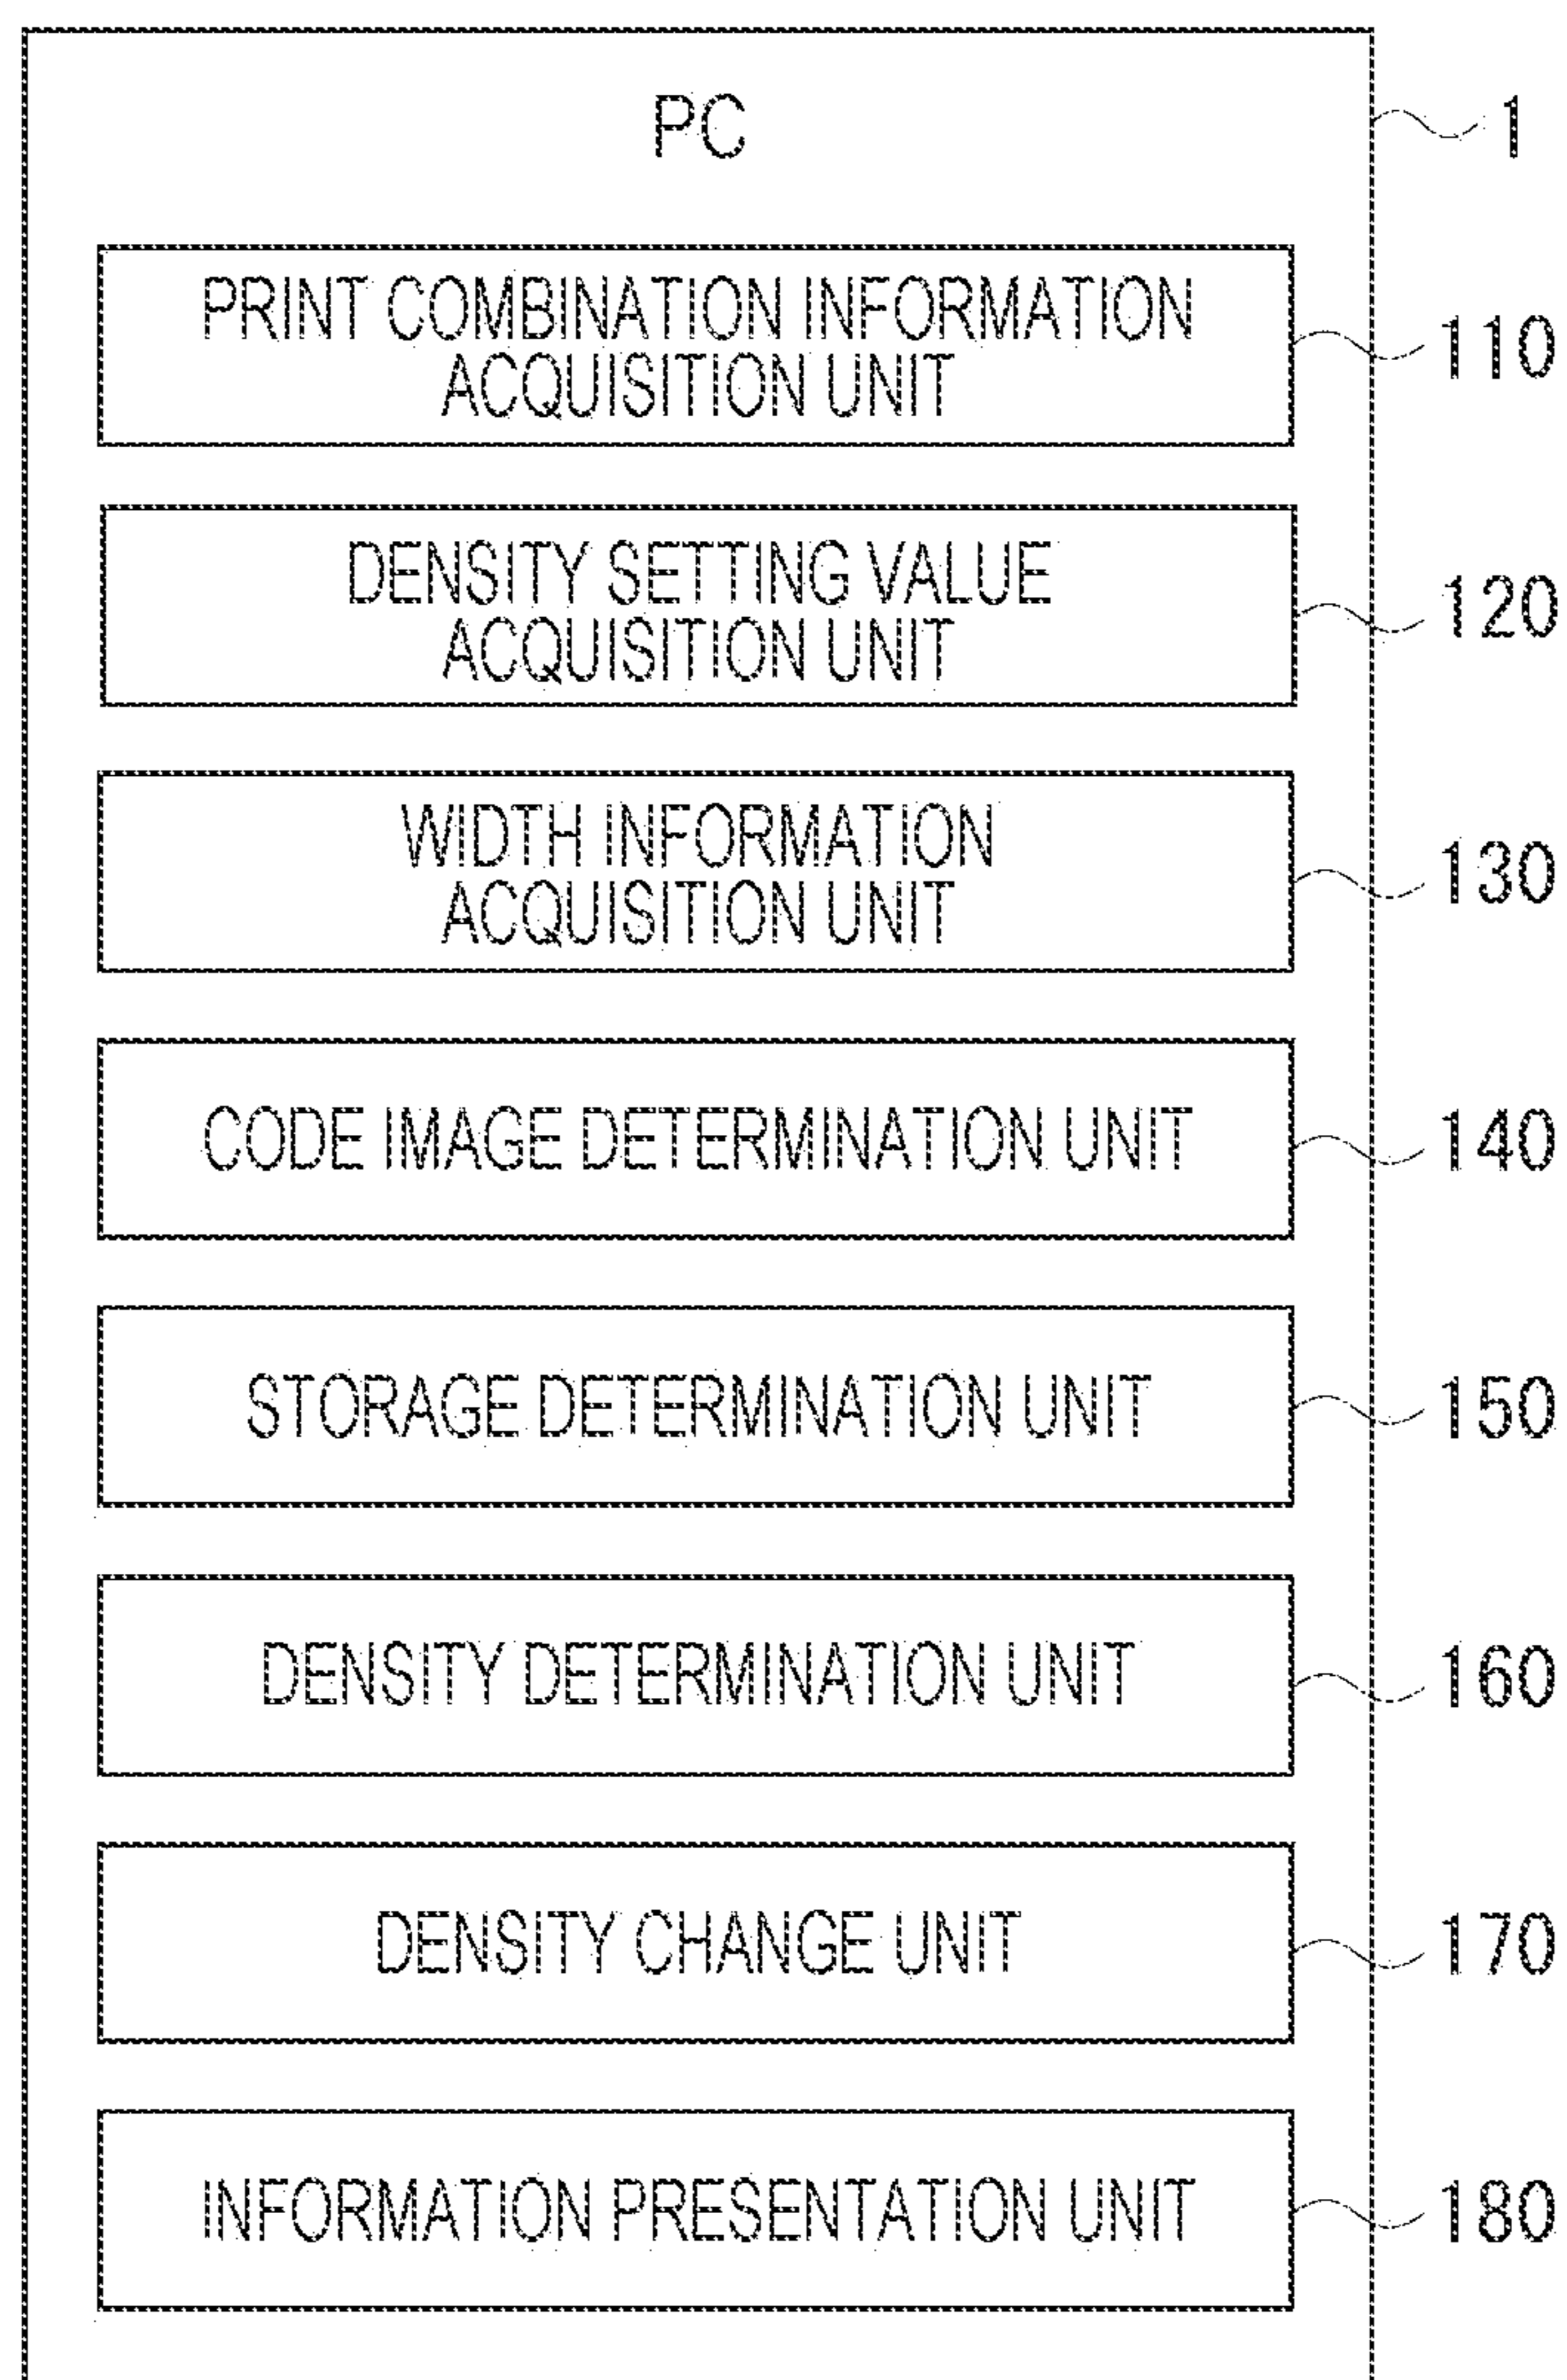 PC
1
PRINT COMBINATION INFORMATION
ACQUISITION UNIT
110
DENSITY SETTING VALUE
ACQUISITION UNIT
120
WIDTH INFORMATION
ACQUISITION UNIT
130
CODE IMAGE DETERMINATION UNIT
140
STORAGE DETERMINATION UNIT
150
DENSITY DETERMINATION UNIT
160
DENSITY CHANGE UNIT
170
INFORMATION PRESENTATION UNIT
180